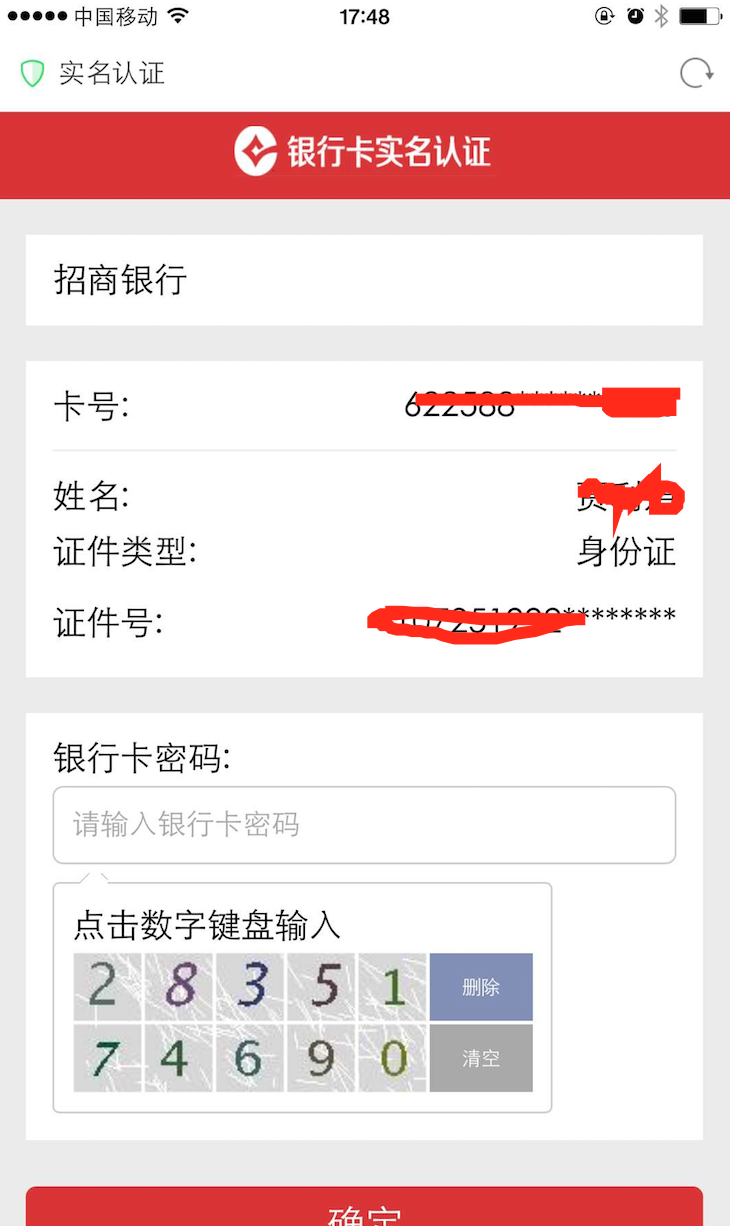 中国移动 17:48
实名认证
银行卡实名认证
招商银行
卡号:
姓名:
证件类型: 身份证
证件号: ********
银行卡密码:
请输入银行卡密码
点击数字键盘输入
2 8 3 5 1 删除
7 4 6 9 0 清空
确定